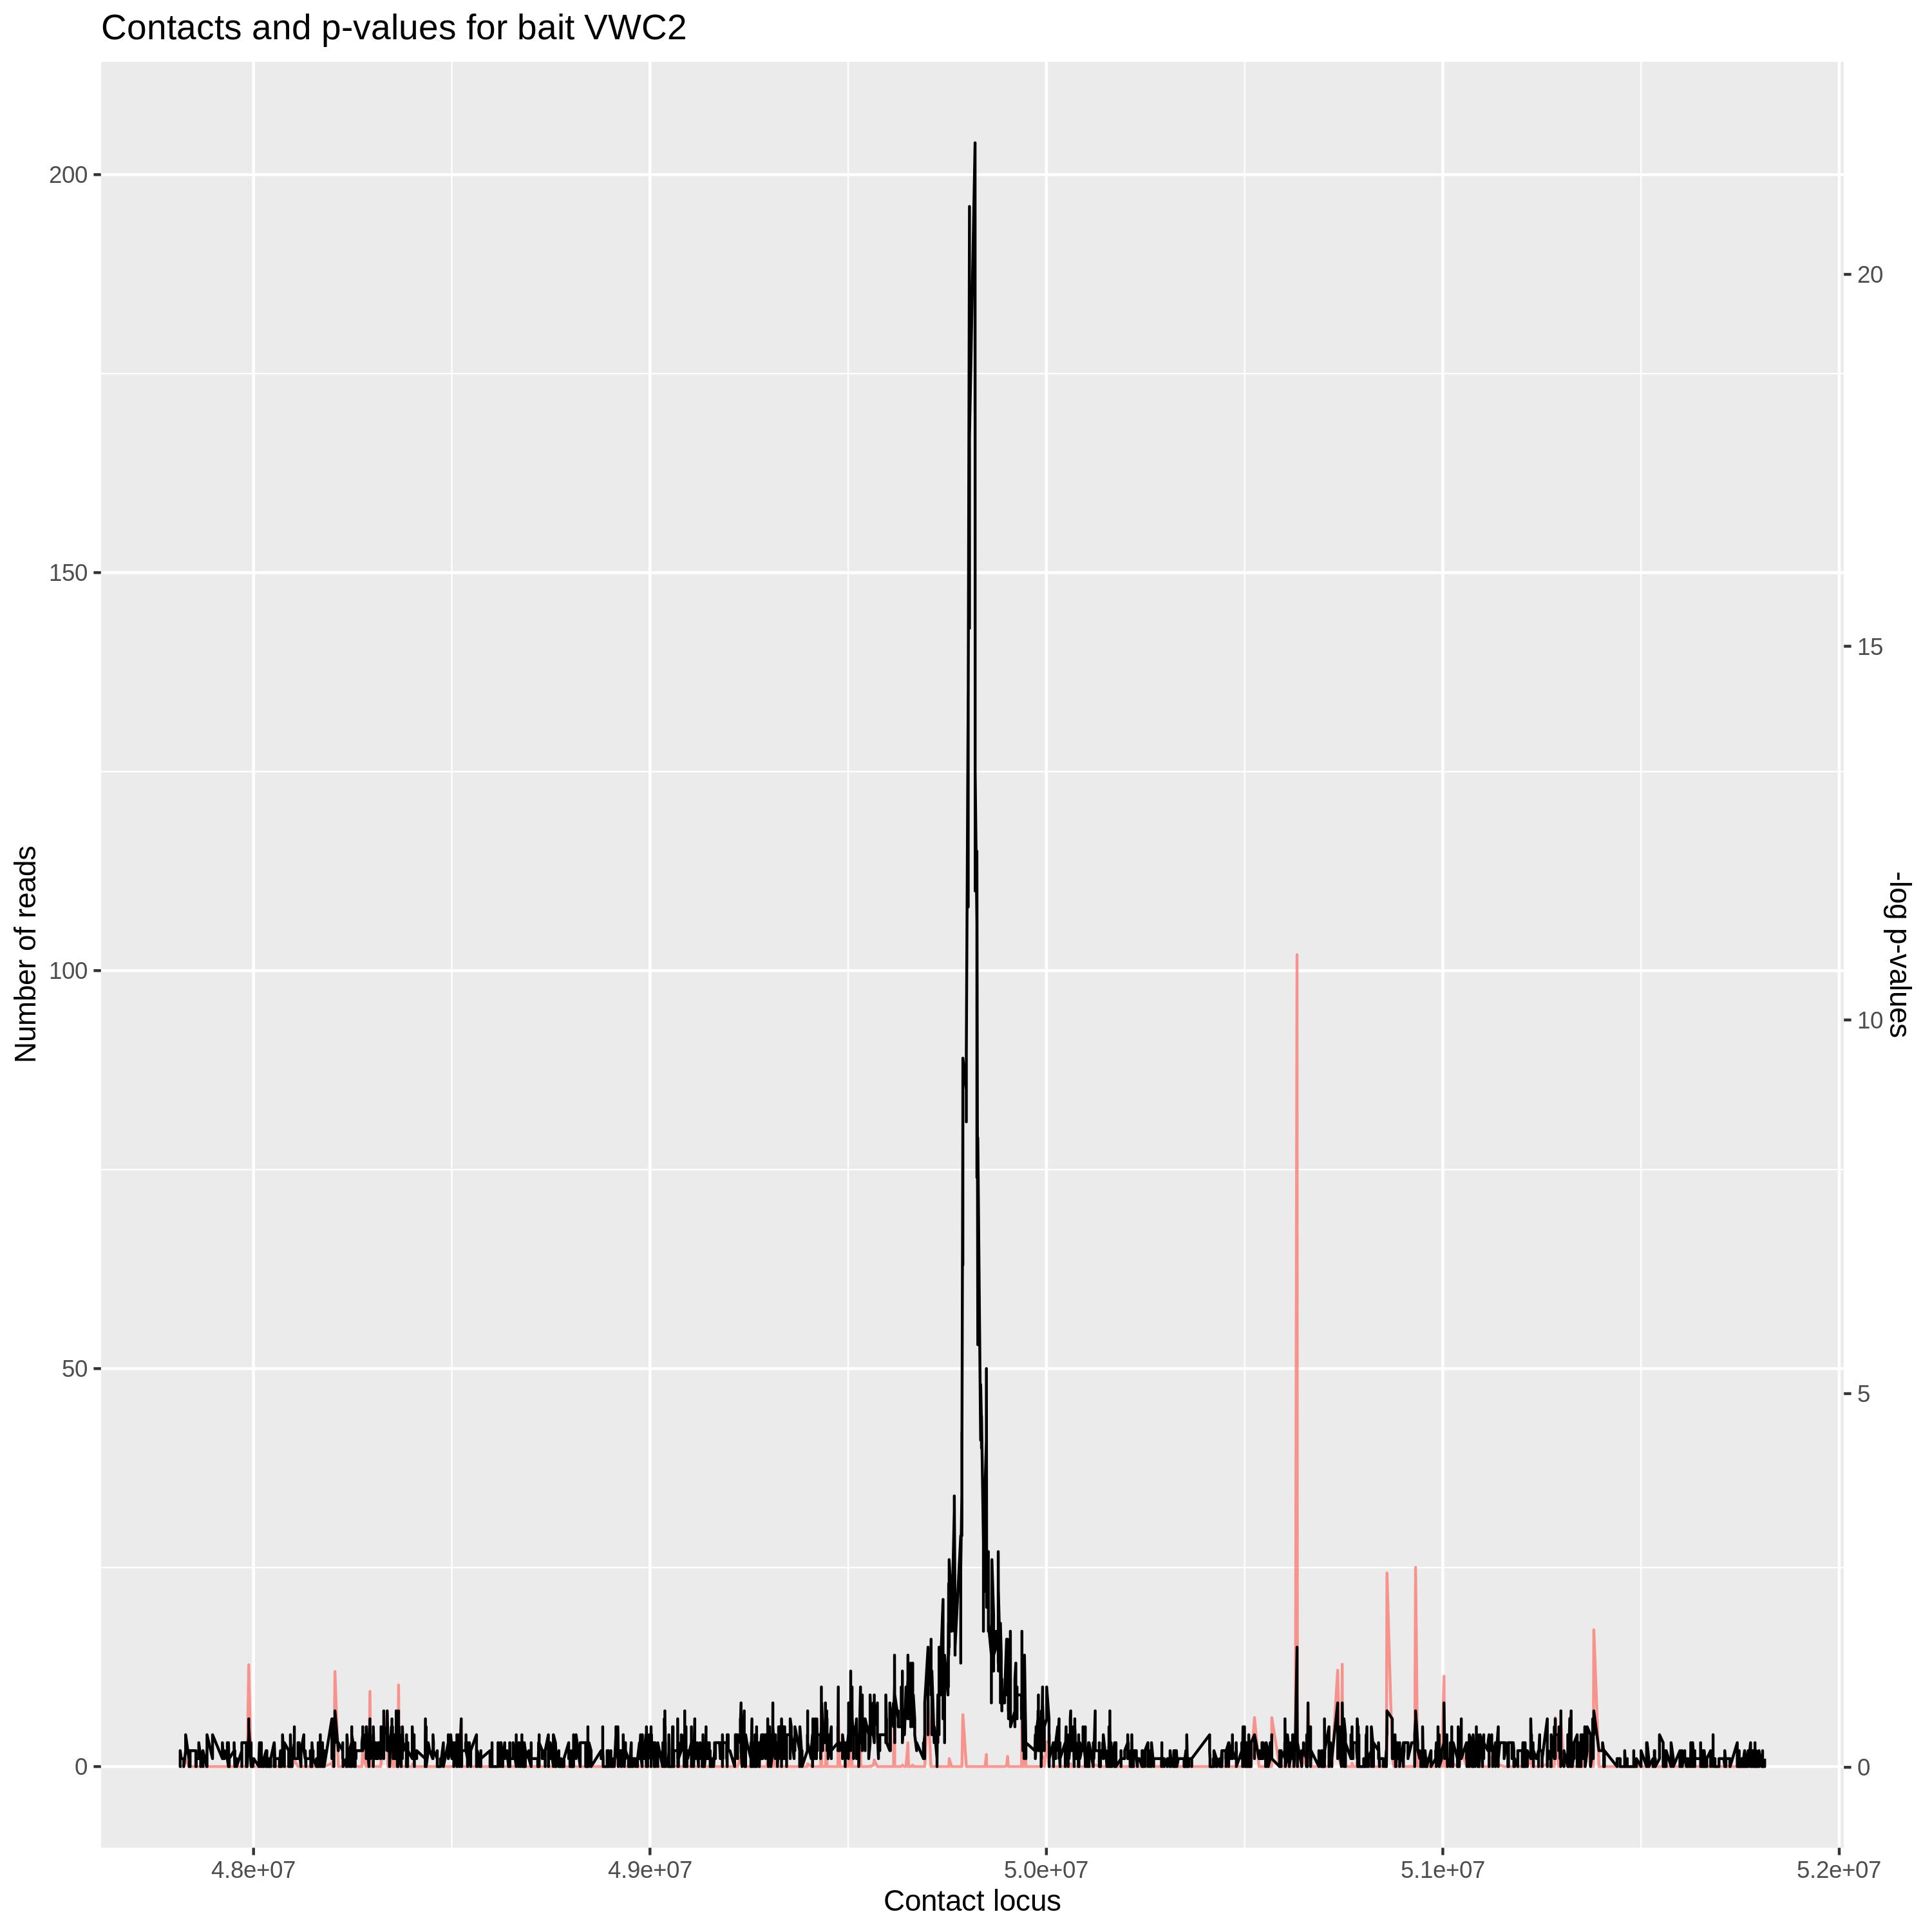 Contacts and p-values for bait VWC2
200
150
100
50
0
Number of reads
20
15
10
5
0
-log p-values
4.8e+07
4.9e+07
5.0e+07
5.1e+07
5.2e+07
Contact locus